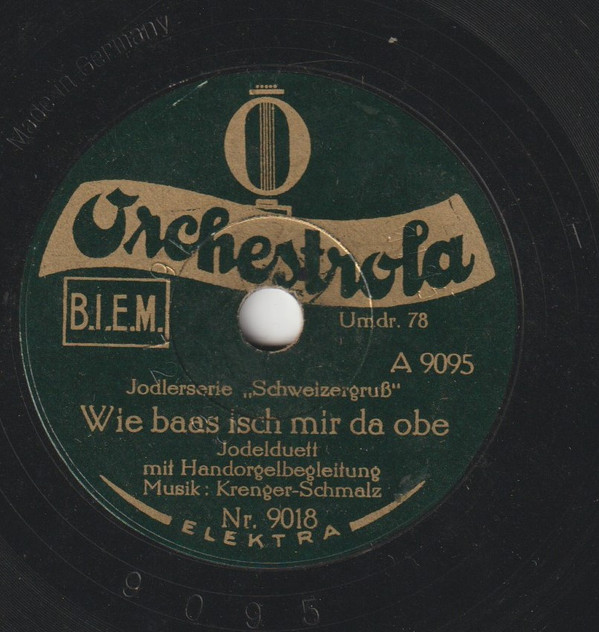 Made in Germany
Orchestrola
B.I.E.M.
Umdr. 78
A 9095
Jodlerserie „Schweizergruß“
Wie baas isch mir da obe
Jodelduett
mit Handorgelbegleitung
Musik: Krenger-Schmalz
Nr. 9018
ELEKTRA
9095